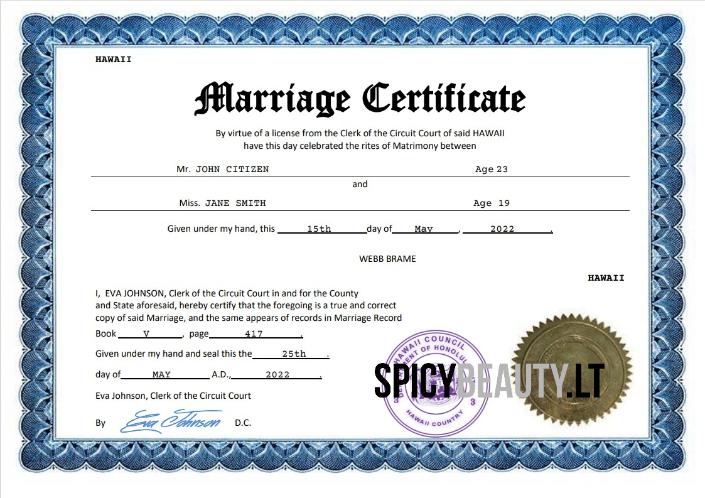 HAWAII
Marriage Certificate
By virtue of a license from the Clerk of the Circuit Court of said HAWAII
have this day celebrated the rites of Matrimony between
Mr. JOHN CITIZEN Age 23
and
Miss. JANE SMITH Age 19
Given under my hand, this 15th day of May, 2022.
WEBB BRAME
HAWAII
I, EVA JOHNSON, Clerk of the Circuit Court in and for the County
and State aforesaid, hereby certify that the foregoing is a true and correct
copy of said Marriage, and the same appears of records in Marriage Record
Book V, page 417.
Given under my hand and seal this the 25th.
day of MAY A.D., 2022.
Eva Johnson, Clerk of the Circuit Court
By Eva Johnson D.C.
HAWAII COUNCIL
OF HONOLUL
HAWAII COUNTRY
SPICYBEAUTY.LT